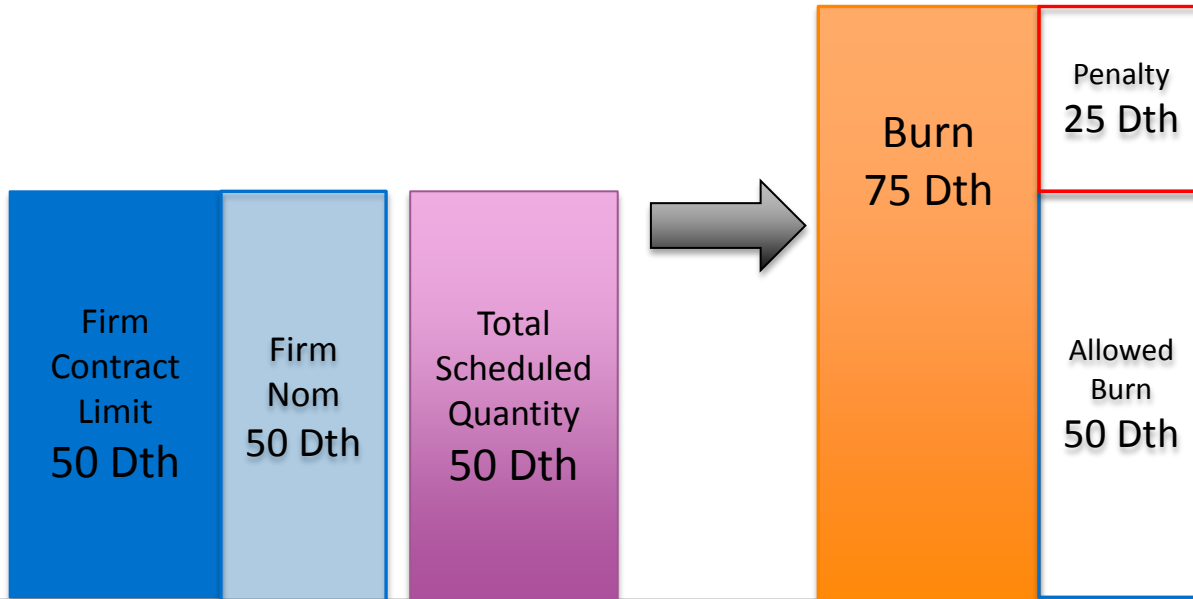 Firm
Contract
Limit
50 Dth
Firm
Nom
50 Dth
Total
Scheduled
Quantity
50 Dth
Burn
75 Dth
Penalty
25 Dth
Allowed
Burn
50 Dth